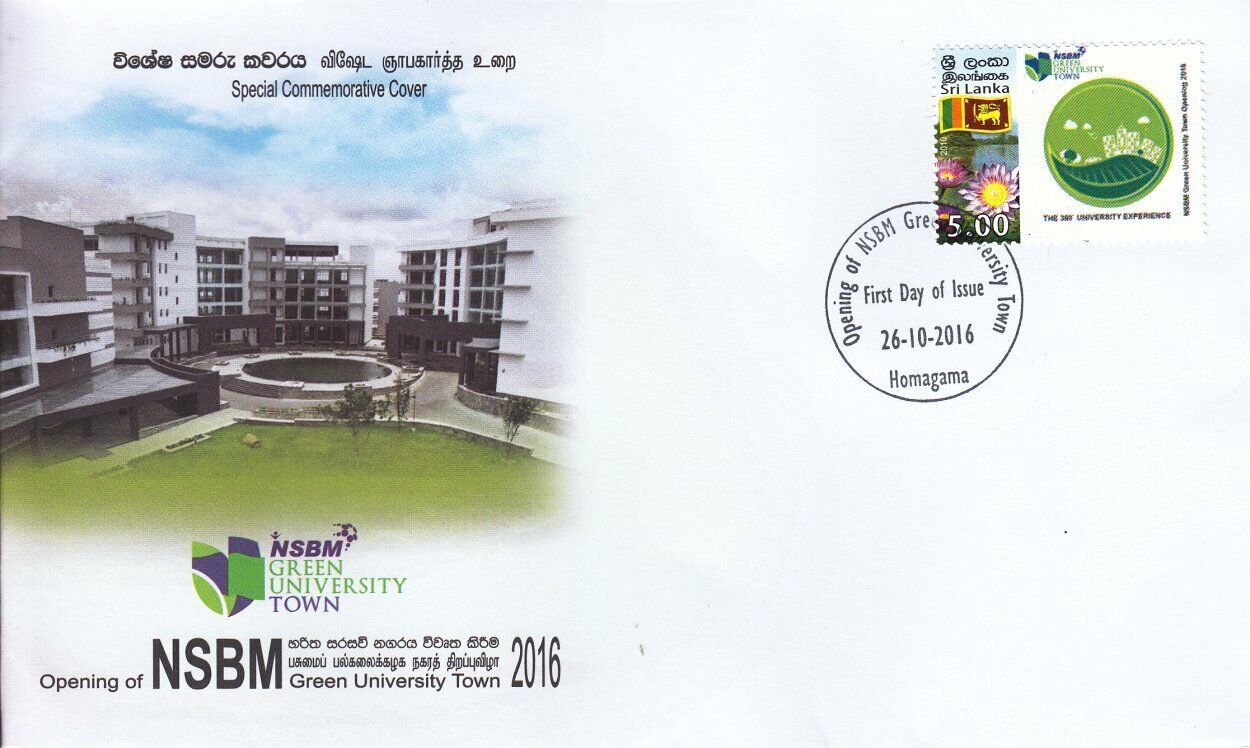 විශේෂ සමරු කවරය விஷேட ஞாபகார்த்த உறை
Special Commemorative Cover
NSBM
GREEN
UNIVERSITY
TOWN
Opening of NSBM හරිත සරසවි නගරය විවෘත කිරීම 2016
பசுமைப் பல்கலைக்கழக நகரத் திறப்புவிழா
Green University Town
ශ්‍රී ලංකා
இலங்கை
Sri Lanka
2016
5.00
NSBM
GREEN
UNIVERSITY
TOWN
THE 360° UNIVERSITY EXPERIENCE
NSBM Green University Town Opening 2016
Opening of NSBM Gree ersity Town
First Day of Issue
26-10-2016
Homagama